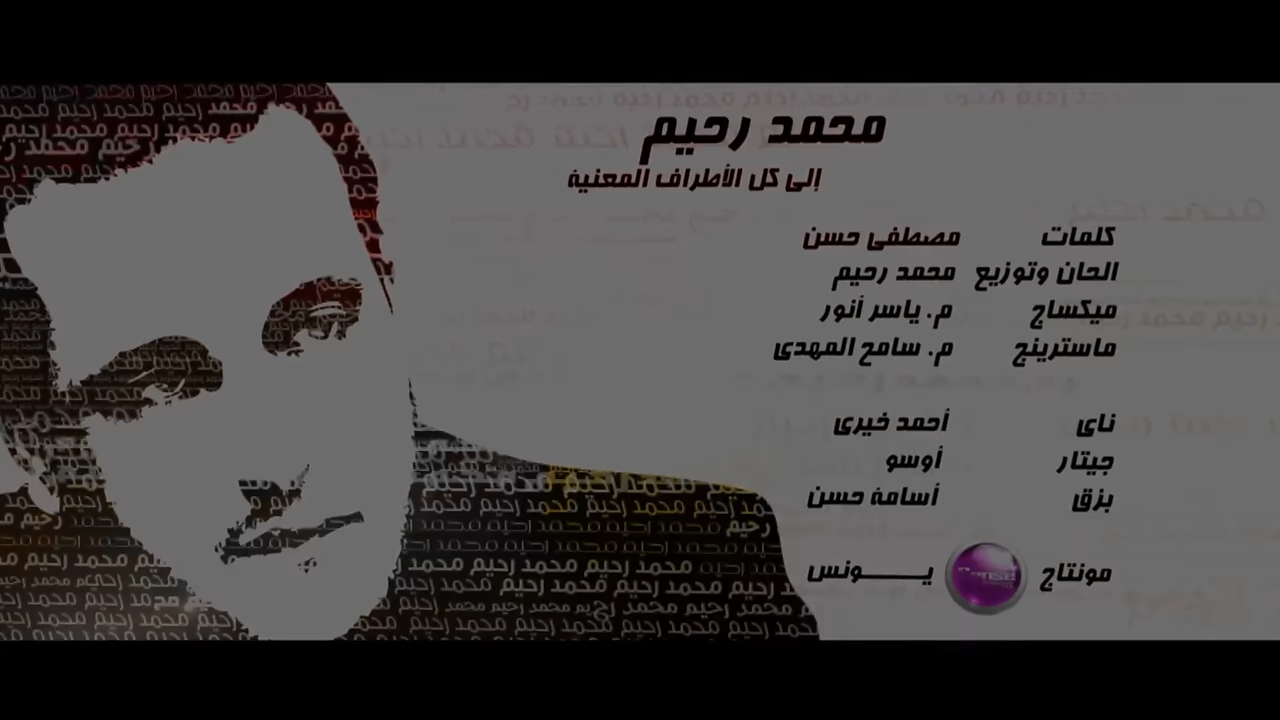 محمد رحيم
إلى كل الأطراف المعنية
كلمات مصطفى حسن
الحان وتوزيع محمد رحيم
ميكساج م. ياسر أنور
ماسترينج م. سامح المهدى
ناى أحمد خيرى
جيتار أوسو
بزق أسامة حسن
مونتاج يـــــونس